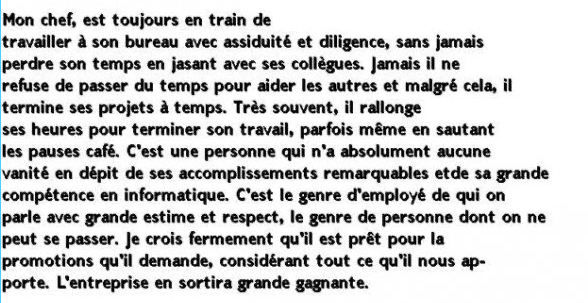 Mon chef, est toujours en train de
travailler à son bureau avec assiduité et diligence, sans jamais
perdre son temps en jasant avec ses collègues. Jamais il ne
refuse de passer du temps pour aider les autres et malgré cela, il
termine ses projets à temps. Très souvent, il rallonge
ses heures pour terminer son travail, parfois même en sautant
les pauses café. C'est une personne qui n'a absolument aucune
vanité en dépit de ses accomplissements remarquables etde sa grande
compétence en informatique. C'est le genre d'employé de qui on
parle avec grande estime et respect, le genre de personne dont on ne
peut se passer. Je crois fermement qu'il est prêt pour la
promotions qu'il demande, considérant tout ce qu'il nous ap-
porte. L'entreprise en sortira grande gagnante.